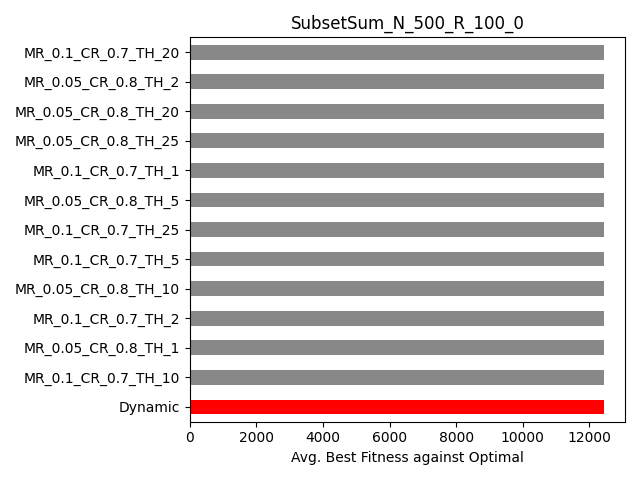 SubsetSum_N_500_R_100_0
MR_0.1_CR_0.7_TH_20
MR_0.05_CR_0.8_TH_2
MR_0.05_CR_0.8_TH_20
MR_0.05_CR_0.8_TH_25
MR_0.1_CR_0.7_TH_1
MR_0.05_CR_0.8_TH_5
MR_0.1_CR_0.7_TH_25
MR_0.1_CR_0.7_TH_5
MR_0.05_CR_0.8_TH_10
MR_0.1_CR_0.7_TH_2
MR_0.05_CR_0.8_TH_1
MR_0.1_CR_0.7_TH_10
Dynamic
0 2000 4000 6000 8000 10000 12000
Avg. Best Fitness against Optimal